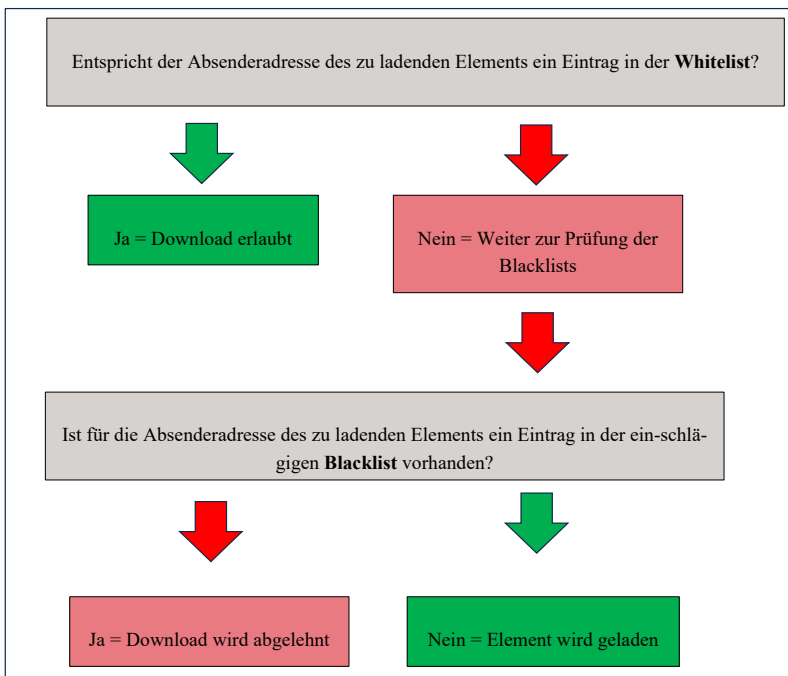 Entspricht der Absenderadresse des zu ladenden Elements ein Eintrag in der Whitelist?
Ja = Download erlaubt
Nein = Weiter zur Prüfung der
Blacklists
Ist für die Absenderadresse des zu ladenden Elements ein Eintrag in der ein-schlä-
gigen Blacklist vorhanden?
Ja = Download wird abgelehnt
Nein = Element wird geladen